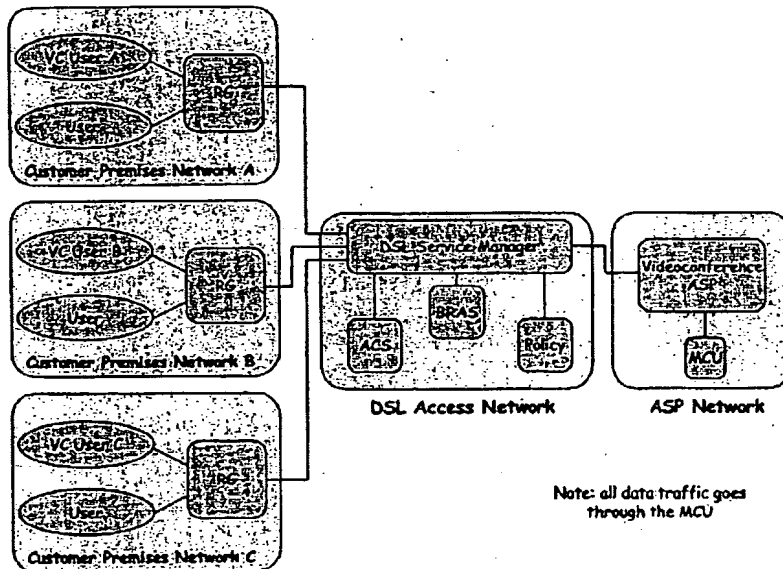 VC User A
RG
User
Customer Premises Network A
VC User B
RG
User
Customer Premises Network B
VC User C
RG
User
Customer Premises Network C
DSL Service Manager
ACS
BRAS
Policy
DSL Access Network
Videoconference
ASP
MCU
ASP Network
Note: all data traffic goes
through the MCU